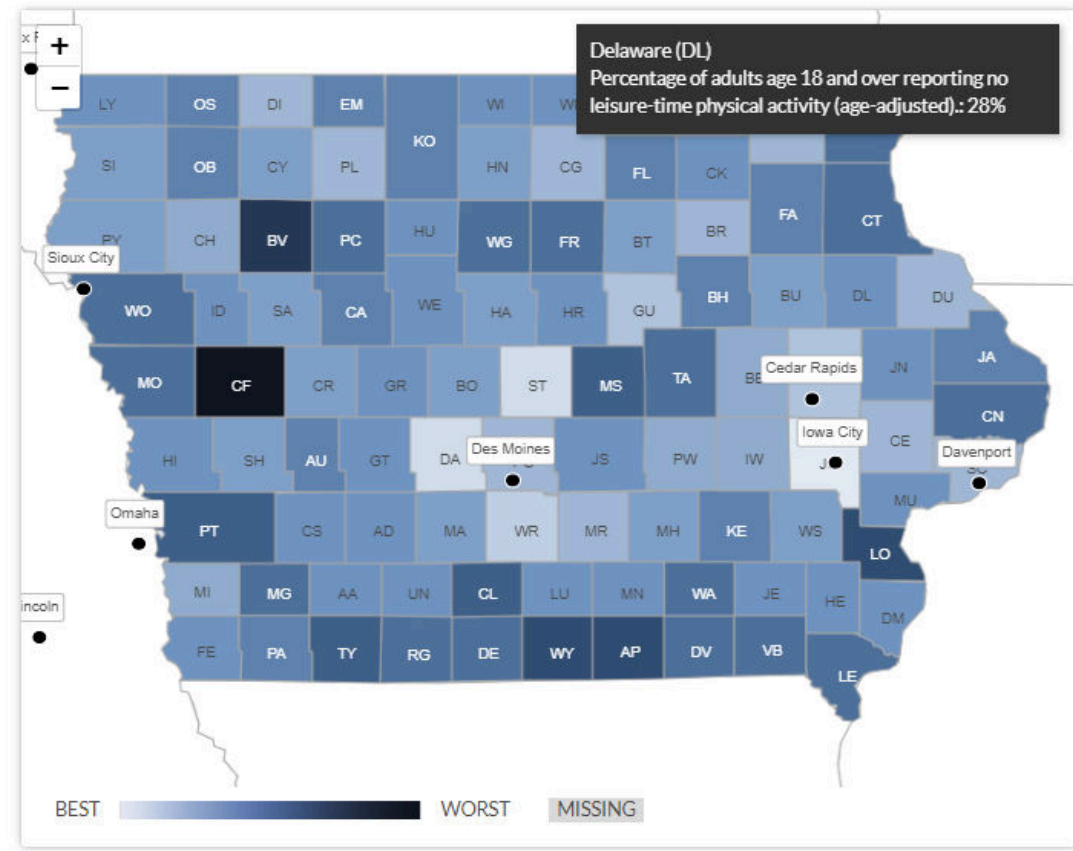 +
−
Delaware (DL)
Percentage of adults age 18 and over reporting no
leisure-time physical activity (age-adjusted).: 28%
LY OS DI EM KO WI
SI OB CY PL HN CG FL CK
PY CH BV PC HU WG FR BT BR FA CT
Sioux City
WO ID SA CA WE HA HR GU BH BU DL DU
MO CF CR GR BO ST MS TA BE Cedar Rapids JN JA
CN
HI SH AU GT DA Des Moines JS PW IW Iowa City CE Davenport
MU
Omaha
PT CS AD MA WR MR MH KE WS LO
incoln
MI MG AA UN CL LU MN WA JE HE DM
FE PA TY RG DE WY AP DV VB LE
BEST WORST MISSING